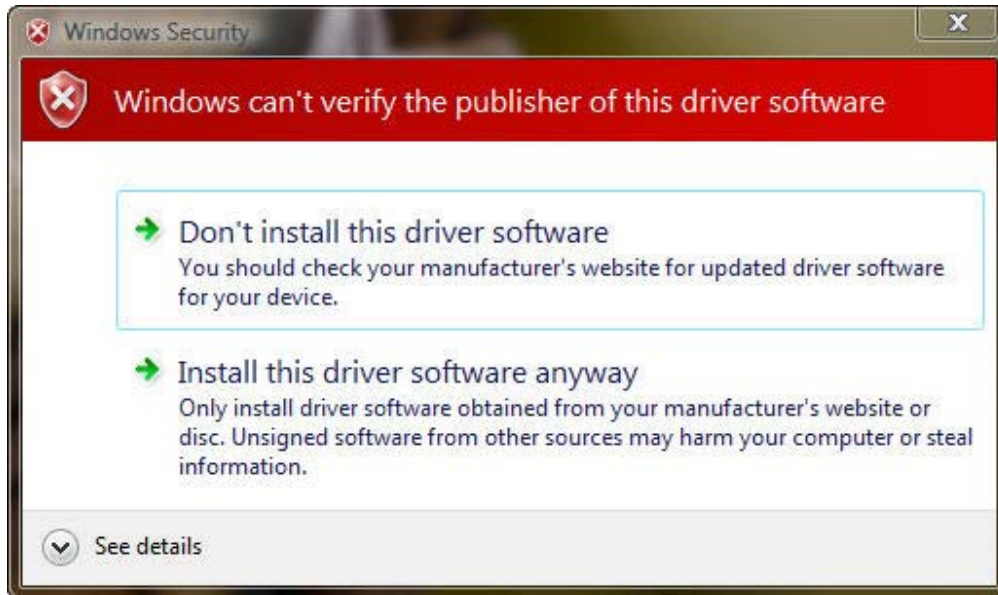 Windows Security
Windows can't verify the publisher of this driver software
Don't install this driver software
You should check your manufacturer's website for updated driver software
for your device.
Install this driver software anyway
Only install driver software obtained from your manufacturer's website or
disc. Unsigned software from other sources may harm your computer or steal
information.
See details